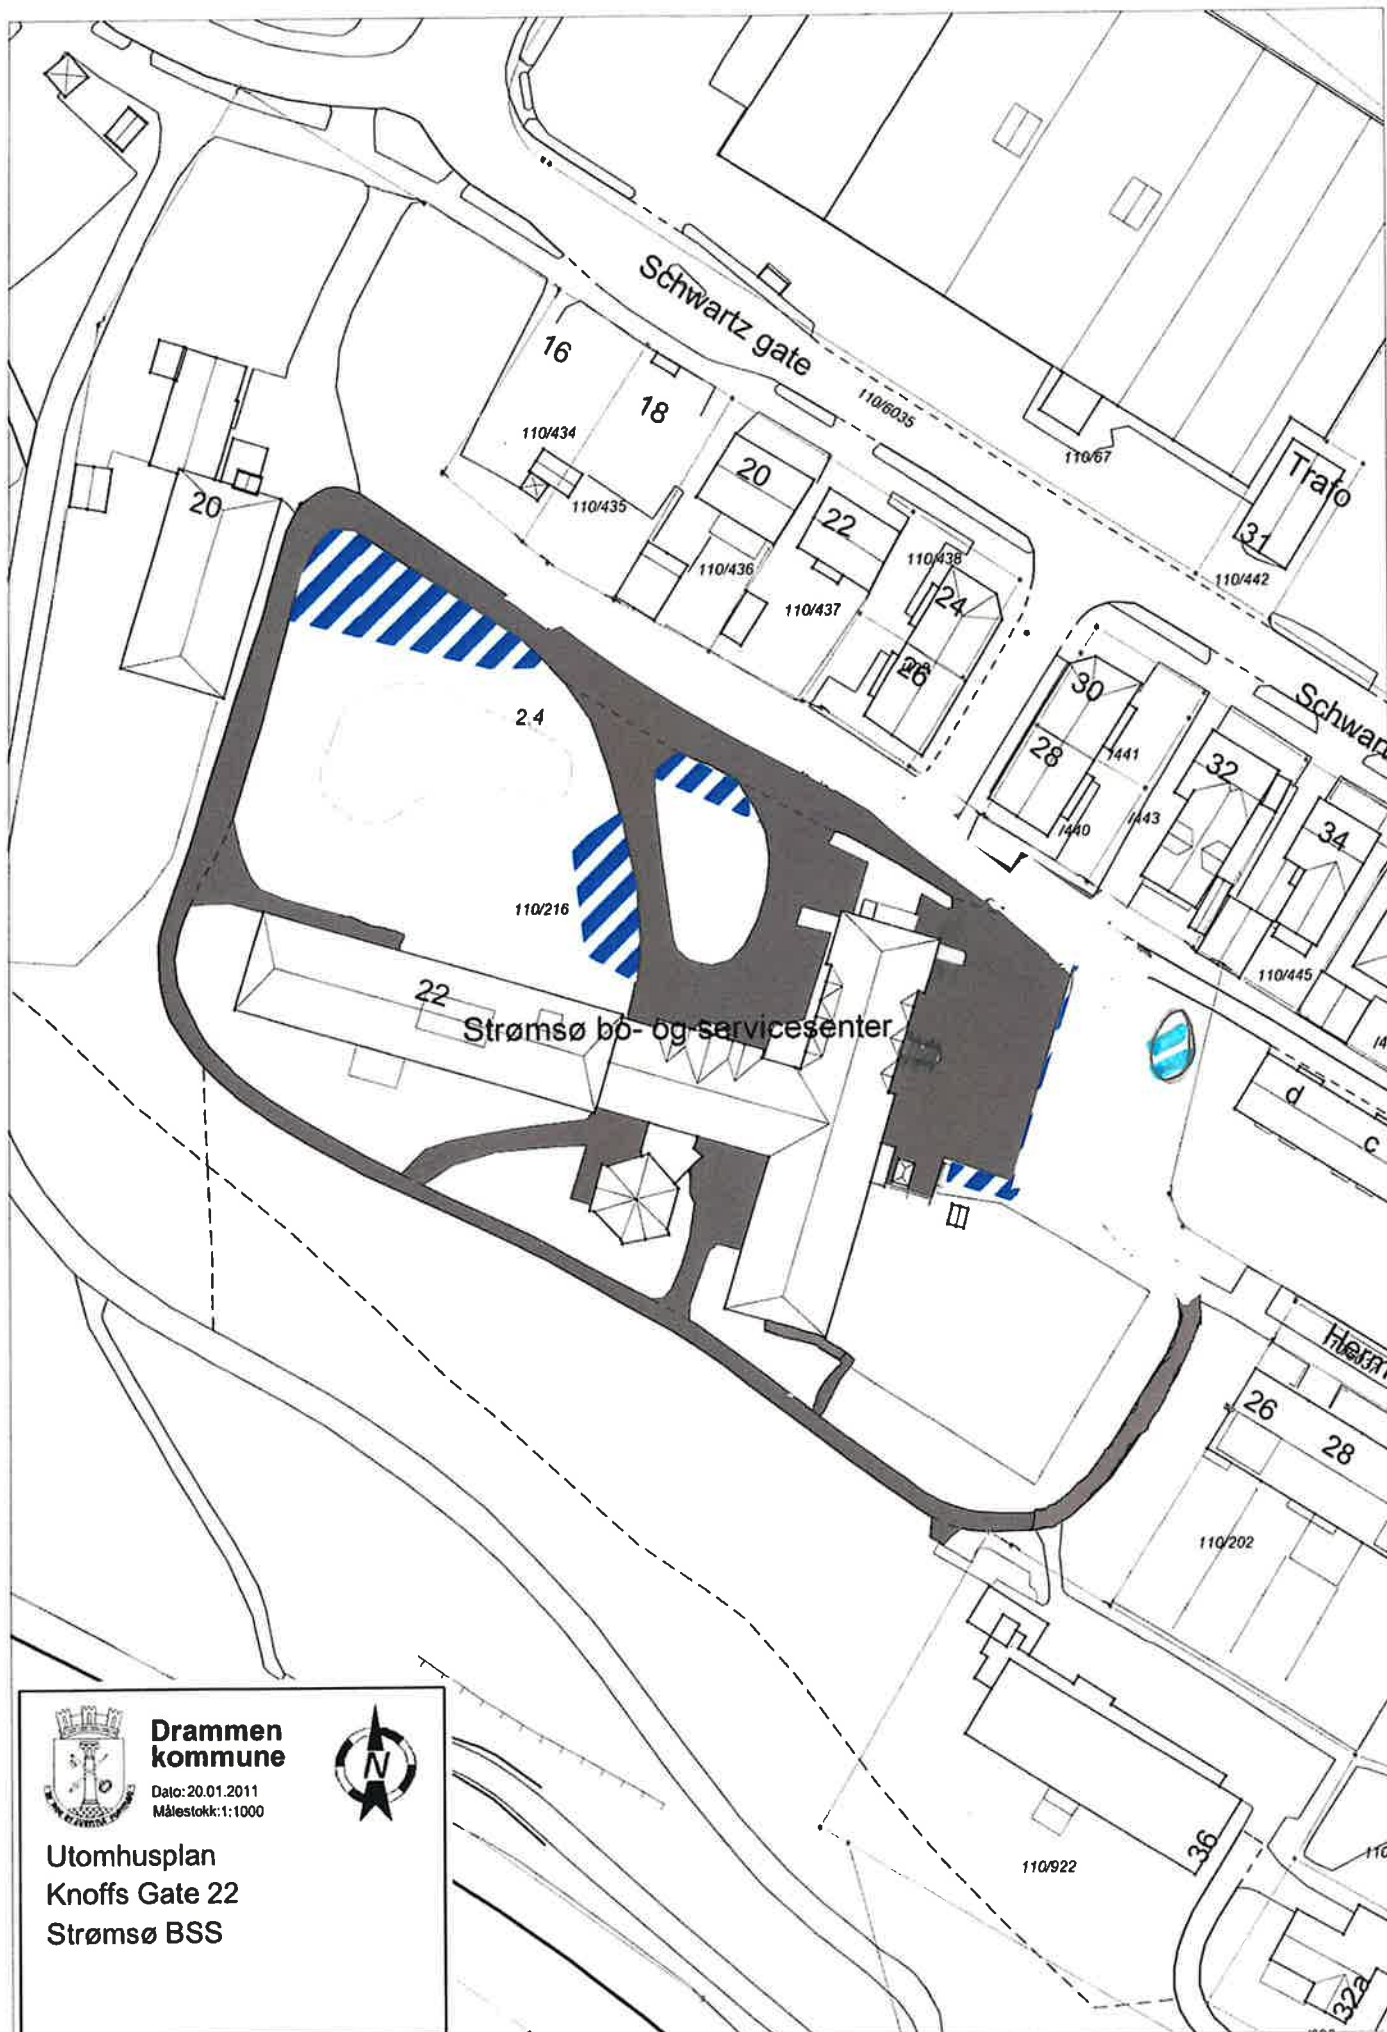 Schwartz gate
16
18
110/434
110/435
110/6035
110/67
20
22
110/436
110/437
110/438
24
26
Trafo
31
110/442
20
30
28
/441
/440
/443
32
34
110/445
Schwar
2.4
110/216
22
Strømsø bo- og servicesenter
d
c
26
28
110/202
110/922
36
32a
Drammen
kommune
Dato: 20.01.2011
Målestokk:1:1000
N
Utomhusplan
Knoffs Gate 22
Strømsø BSS